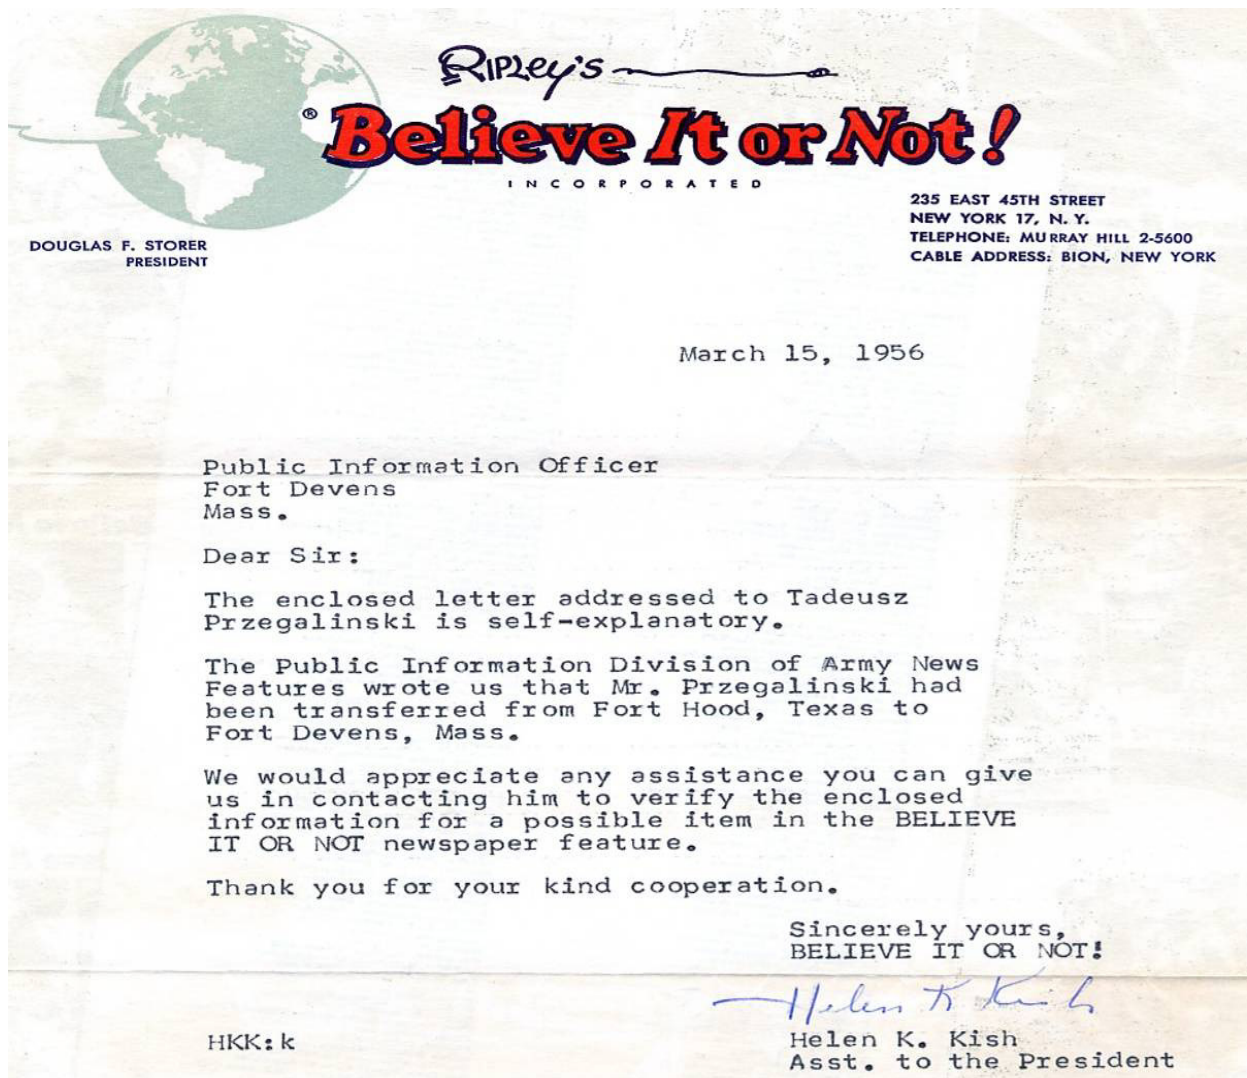 RIPLEY'S
® Believe It or Not!
INCORPORATED
235 EAST 45TH STREET
NEW YORK 17, N. Y.
TELEPHONE: MURRAY HILL 2-5600
CABLE ADDRESS: BION, NEW YORK
DOUGLAS F. STORER
PRESIDENT
March 15, 1956
Public Information Officer
Fort Devens
Mass.
Dear Sir:
The enclosed letter addressed to Tadeusz
Przegalinski is self-explanatory.
The Public Information Division of Army News
Features wrote us that Mr. Przegalinski had
been transferred from Fort Hood, Texas to
Fort Devens, Mass.
We would appreciate any assistance you can give
us in contacting him to verify the enclosed
information for a possible item in the BELIEVE
IT OR NOT newspaper feature.
Thank you for your kind cooperation.
Sincerely yours,
BELIEVE IT OR NOT!
Helen K Kish
HKK:k
Helen K. Kish
Asst. to the President